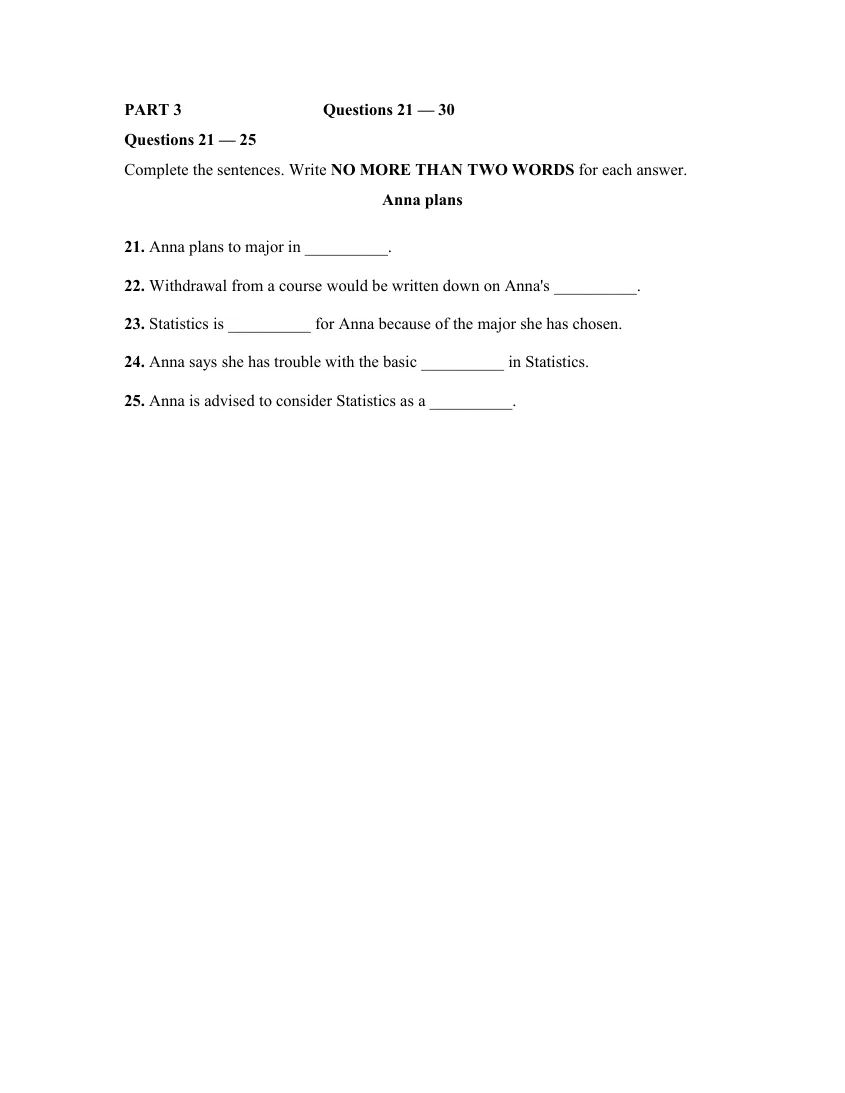 PART 3 Questions 21 — 30
Questions 21 — 25
Complete the sentences. Write NO MORE THAN TWO WORDS for each answer.
Anna plans
21. Anna plans to major in __________.
22. Withdrawal from a course would be written down on Anna's __________.
23. Statistics is __________ for Anna because of the major she has chosen.
24. Anna says she has trouble with the basic __________ in Statistics.
25. Anna is advised to consider Statistics as a __________.